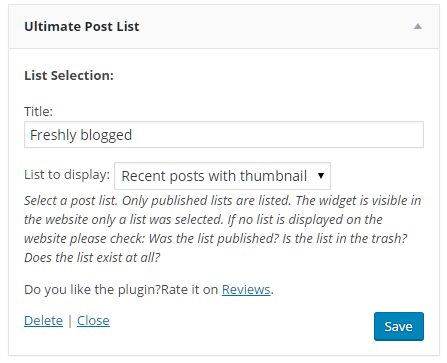 Ultimate Post List
List Selection:
Title:
Freshly blogged
List to display: Recent posts with thumbnail
Select a post list. Only published lists are listed. The widget is visible in
the website only a list was selected. If no list is displayed on the
website please check: Was the list published? Is the list in the trash?
Does the list exist at all?
Do you like the plugin?Rate it on Reviews.
Delete | Close
Save